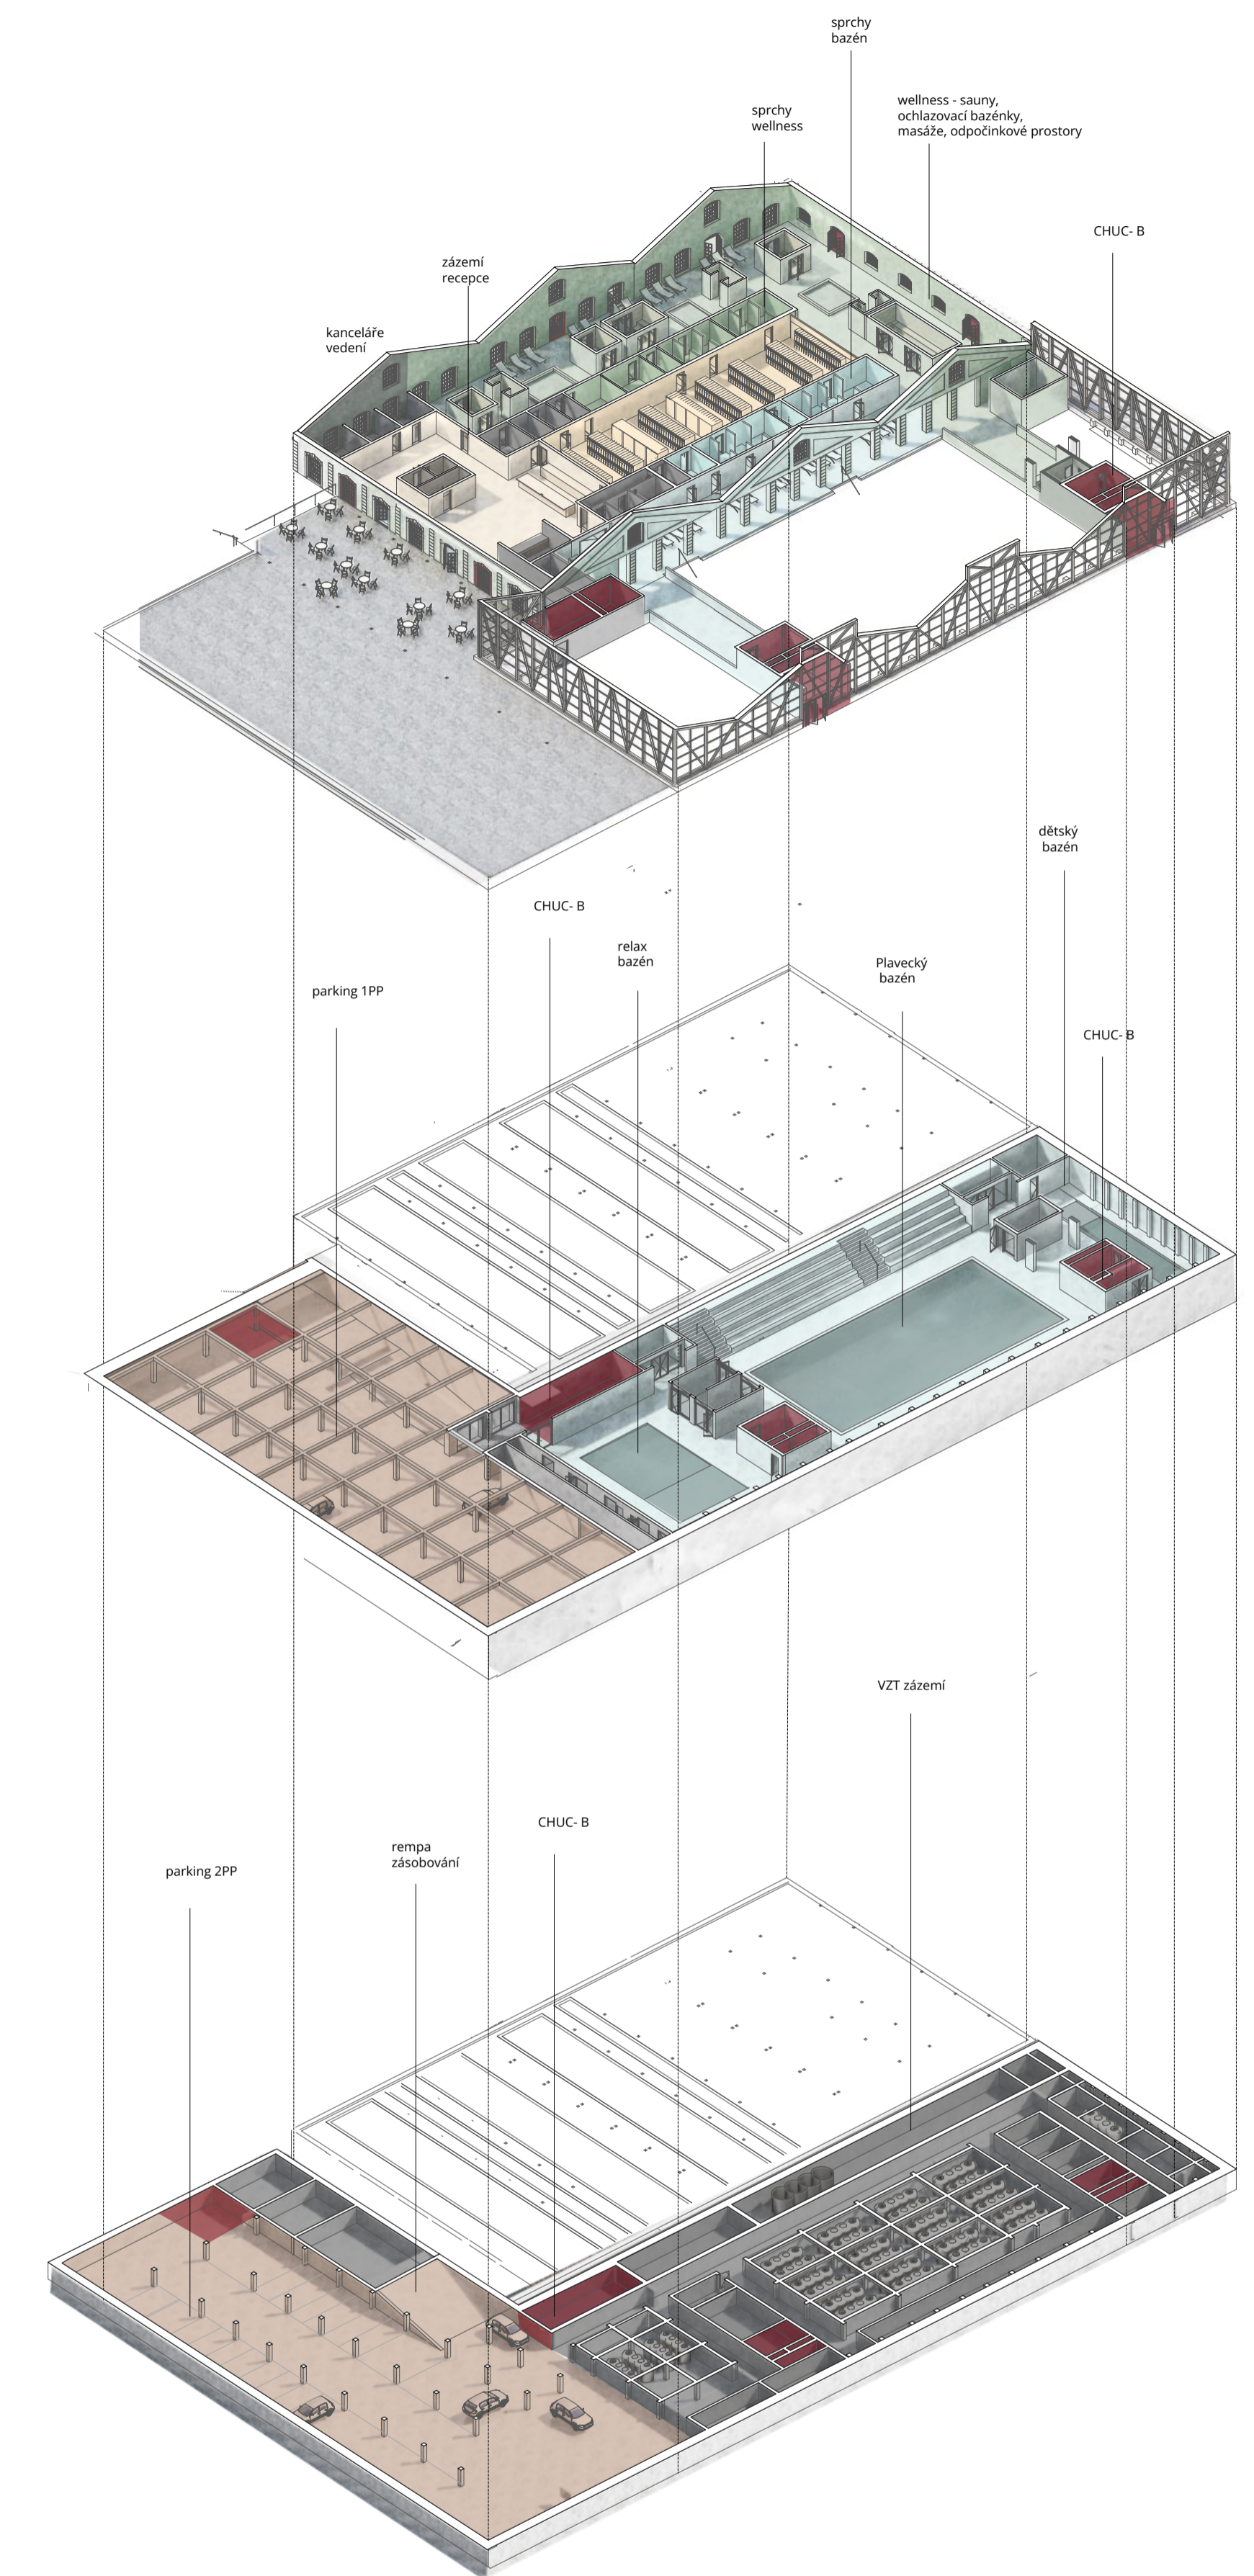 sprchy
bazén
wellness - sauny,
ochlazovací bazénky,
masáže, odpočinkové prostory
sprchy
wellness
CHUC- B
zázemí
recepce
kanceláře
vedení
dětský
bazén
CHUC- B
relax
bazén
Plavecký
bazén
parking 1PP
CHUC- B
VZT zázemí
CHUC- B
rempa
zásobování
parking 2PP